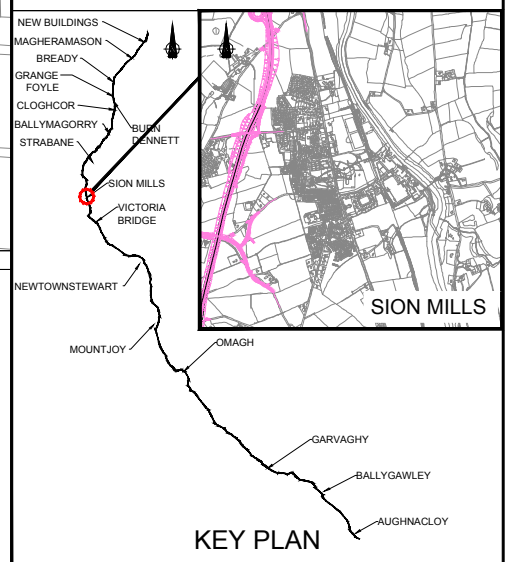 NEW BUILDINGS
MAGHERAMASON
BREADY
GRANGE
FOYLE
CLOGHCOR
BURN
DENNETT
BALLYMAGORRY
STRABANE
SION MILLS
VICTORIA
BRIDGE
NEWTOWNSTEWART
MOUNTJOY
OMAGH
GARVAGHY
BALLYGAWLEY
AUGHNACLOY
SION MILLS
KEY PLAN